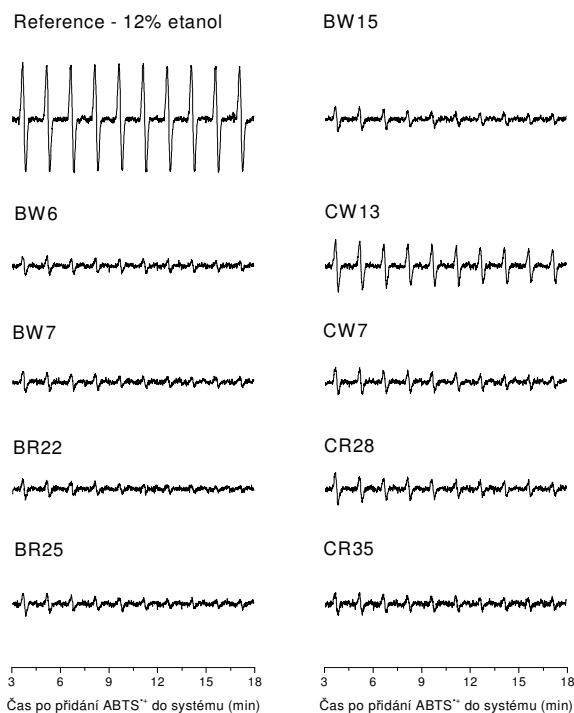 Reference - 12% etanol
BW6
BW7
BR22
BR25
3 6 9 12 15 18
Čas po přidání ABTS•+ do systému (min)
BW15
CW13
CW7
CR28
CR35
3 6 9 12 15 18
Čas po přidání ABTS•+ do systému (min)